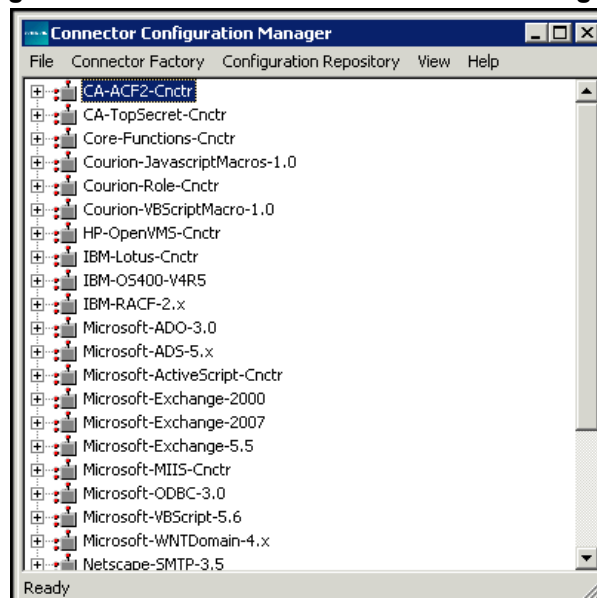 Connector Configuration Manager
File Connector Factory Configuration Repository View Help
CA-ACF2-Cnctr
CA-TopSecret-Cnctr
Core-Functions-Cnctr
Courion-JavascriptMacros-1.0
Courion-Role-Cnctr
Courion-VBScriptMacro-1.0
HP-OpenVMS-Cnctr
IBM-Lotus-Cnctr
IBM-OS400-V4R5
IBM-RACF-2.x
Microsoft-ADO-3.0
Microsoft-ADS-5.x
Microsoft-ActiveScript-Cnctr
Microsoft-Exchange-2000
Microsoft-Exchange-2007
Microsoft-Exchange-5.5
Microsoft-MIIS-Cnctr
Microsoft-ODBC-3.0
Microsoft-VBScript-5.6
Microsoft-WNTDomain-4.x
Netscape-SMTP-3.5
Ready